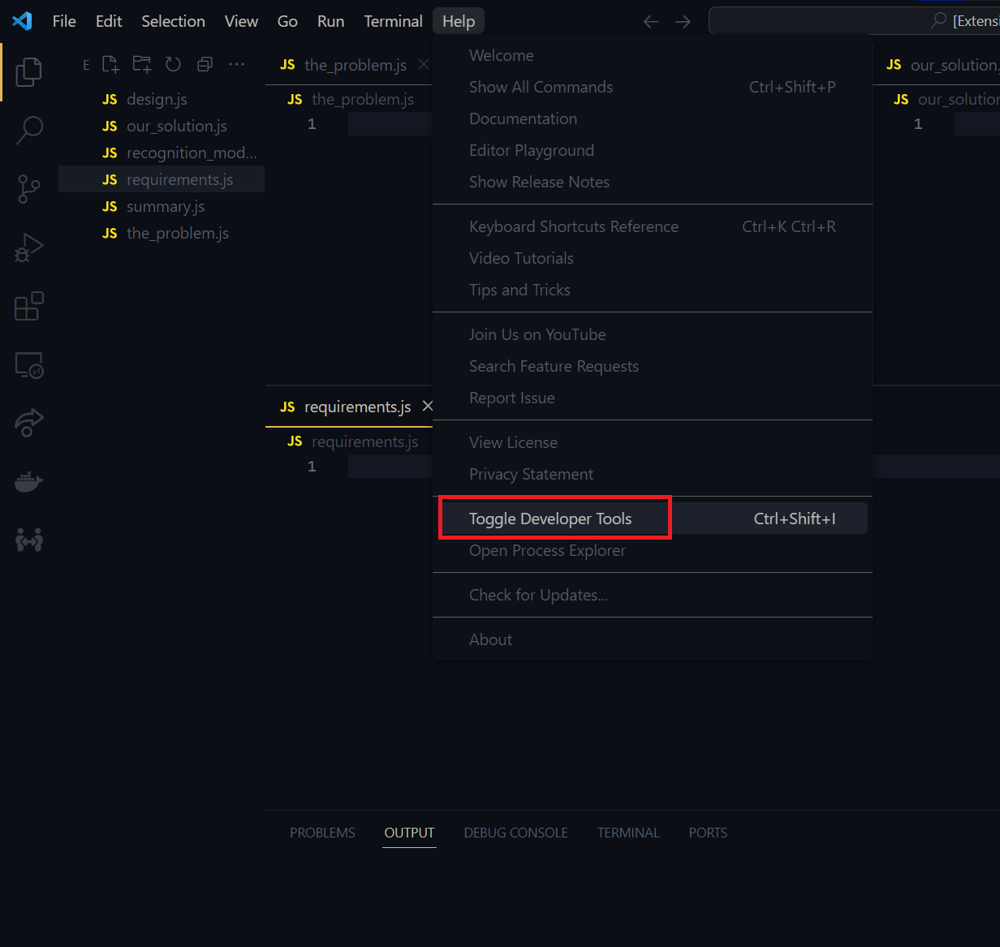 File Edit Selection View Go Run Terminal Help [Extensi
E
JS design.js
JS our_solution.js
JS recognition_mod...
JS requirements.js
JS summary.js
JS the_problem.js
JS the_problem.js
JS the_problem.js
1
Welcome
Show All Commands Ctrl+Shift+P
Documentation
Editor Playground
Show Release Notes
Keyboard Shortcuts Reference Ctrl+K Ctrl+R
Video Tutorials
Tips and Tricks
Join Us on YouTube
Search Feature Requests
Report Issue
View License
Privacy Statement
Toggle Developer Tools Ctrl+Shift+I
Open Process Explorer
Check for Updates...
About
JS our_solution.
JS our_solution
1
JS requirements.js
JS requirements.js
1
PROBLEMS OUTPUT DEBUG CONSOLE TERMINAL PORTS